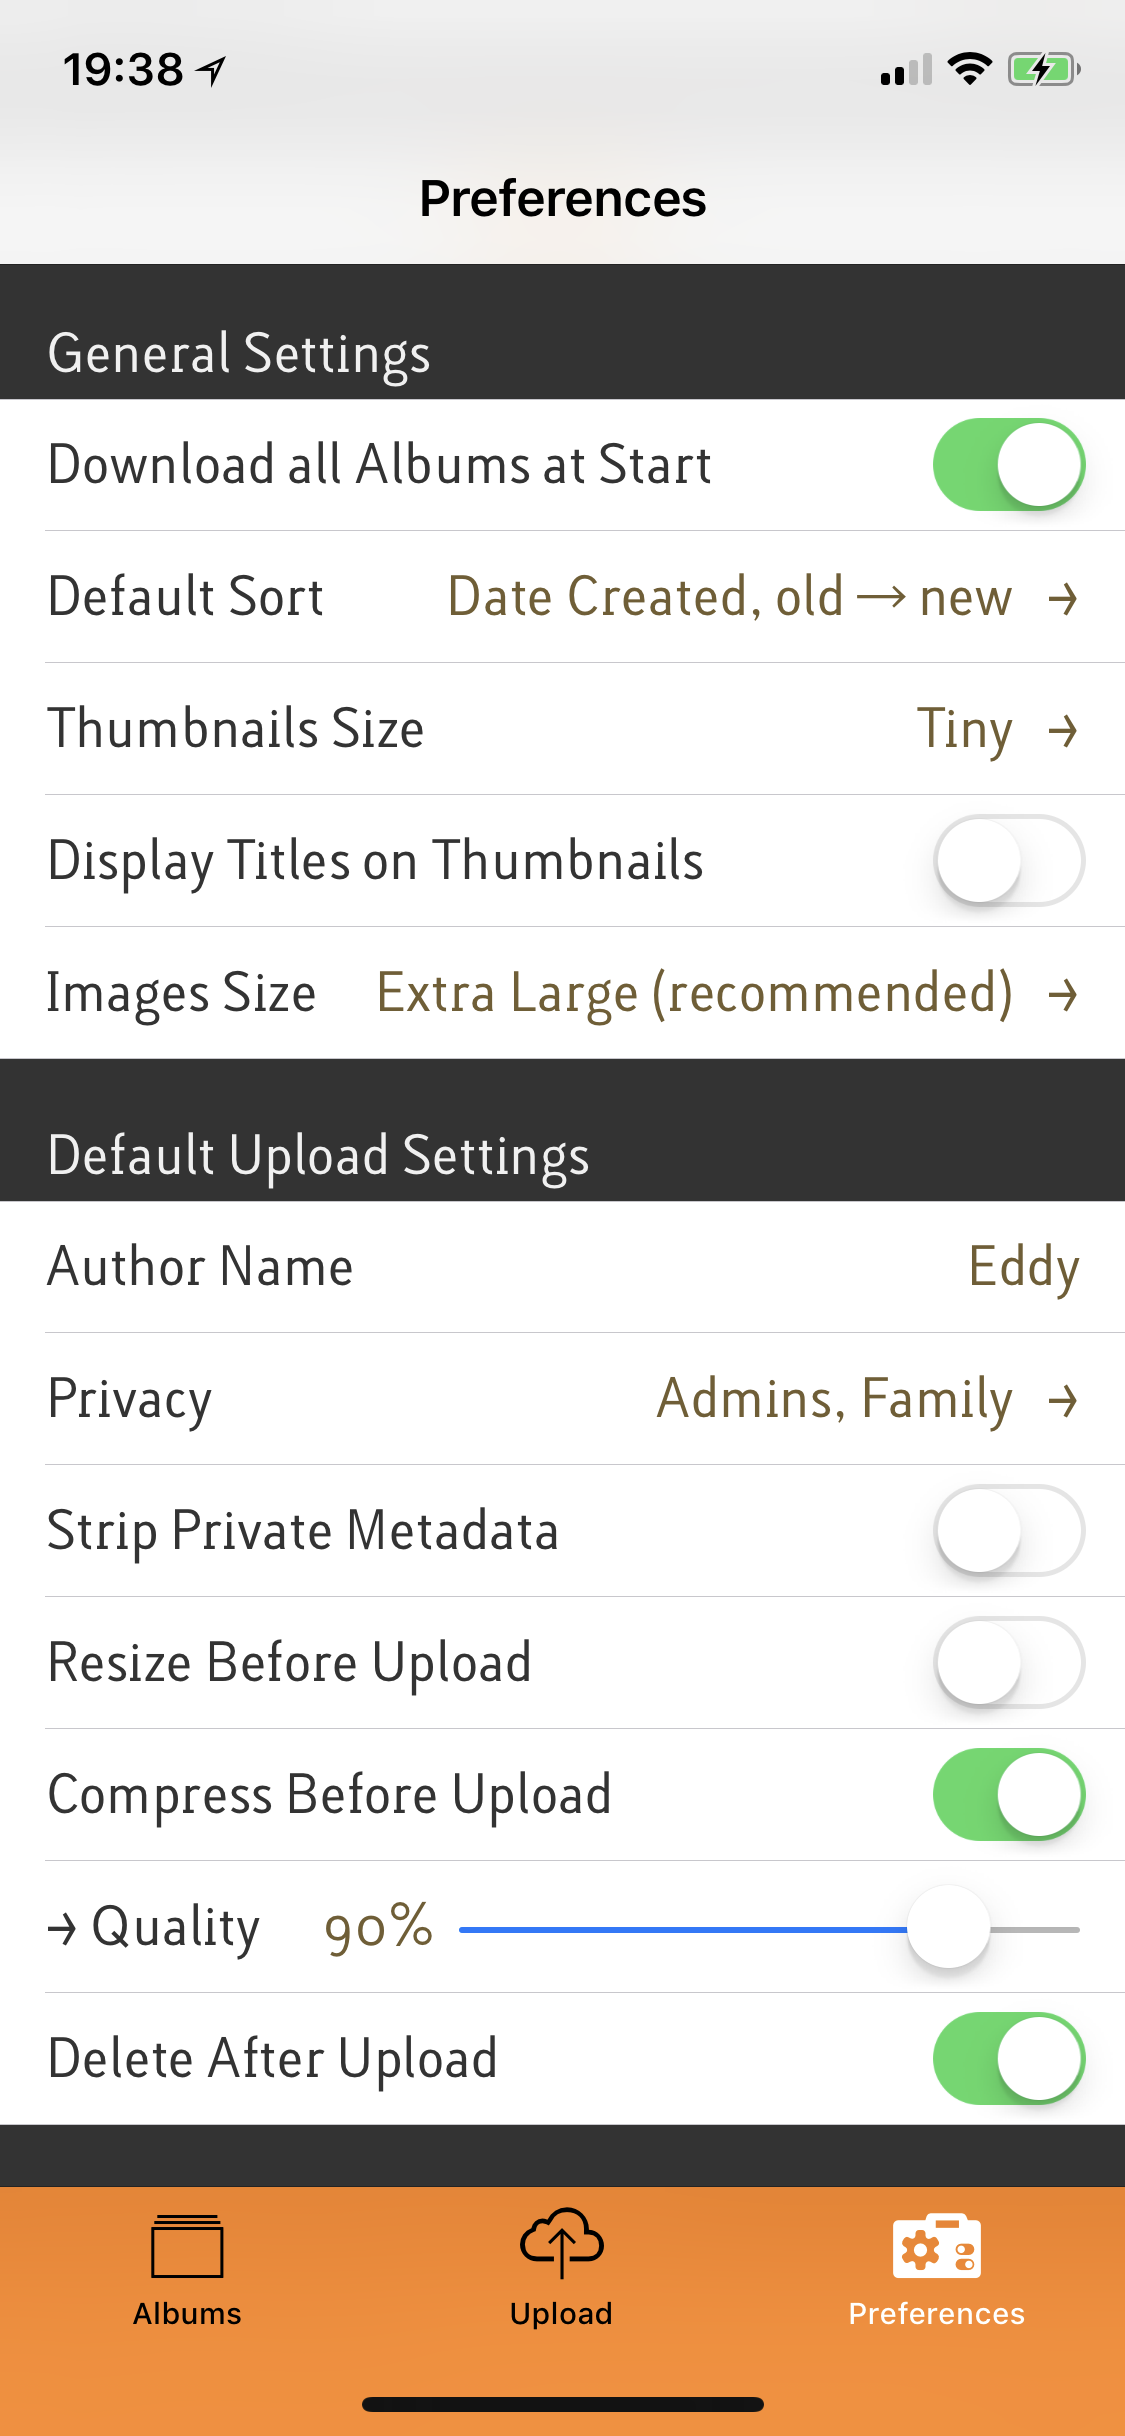 19:38
Preferences
General Settings
Download all Albums at Start
Default Sort Date Created, old → new →
Thumbnails Size Tiny →
Display Titles on Thumbnails
Images Size Extra Large (recommended) →
Default Upload Settings
Author Name Eddy
Privacy Admins, Family →
Strip Private Metadata
Resize Before Upload
Compress Before Upload
→ Quality 90%
Delete After Upload
Albums Upload Preferences